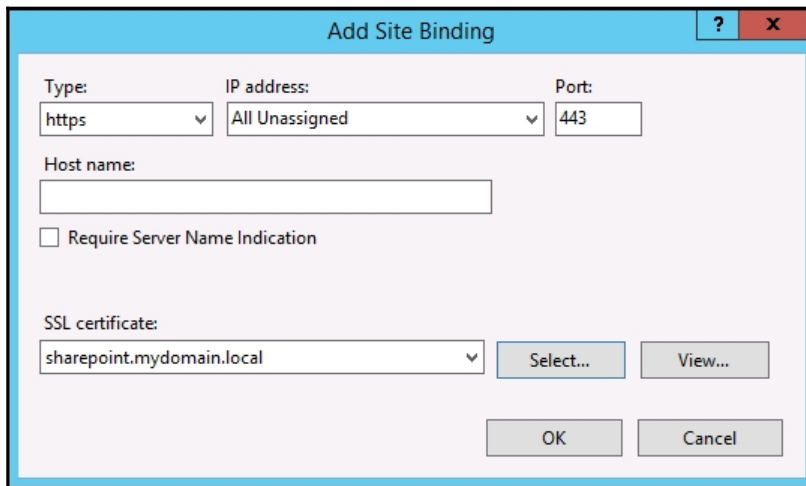 Add Site Binding
? x
Type: IP address: Port:
https All Unassigned 443
Host name:
Require Server Name Indication
SSL certificate:
sharepoint.mydomain.local Select... View...
OK Cancel